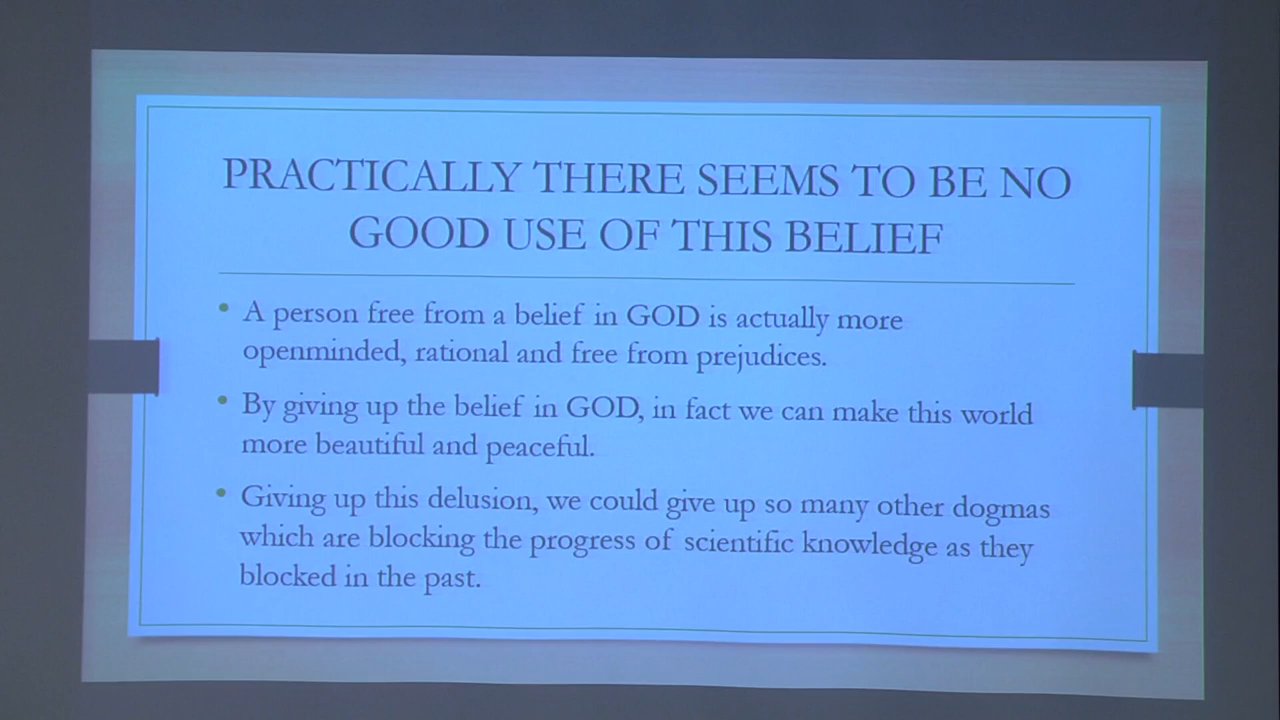 PRACTICALLY THERE SEEMS TO BE NO
GOOD USE OF THIS BELIEF
• A person free from a belief in GOD is actually more
openminded, rational and free from prejudices.
• By giving up the belief in GOD, in fact we can make this world
more beautiful and peaceful.
• Giving up this delusion, we could give up so many other dogmas
which are blocking the progress of scientific knowledge as they
blocked in the past.